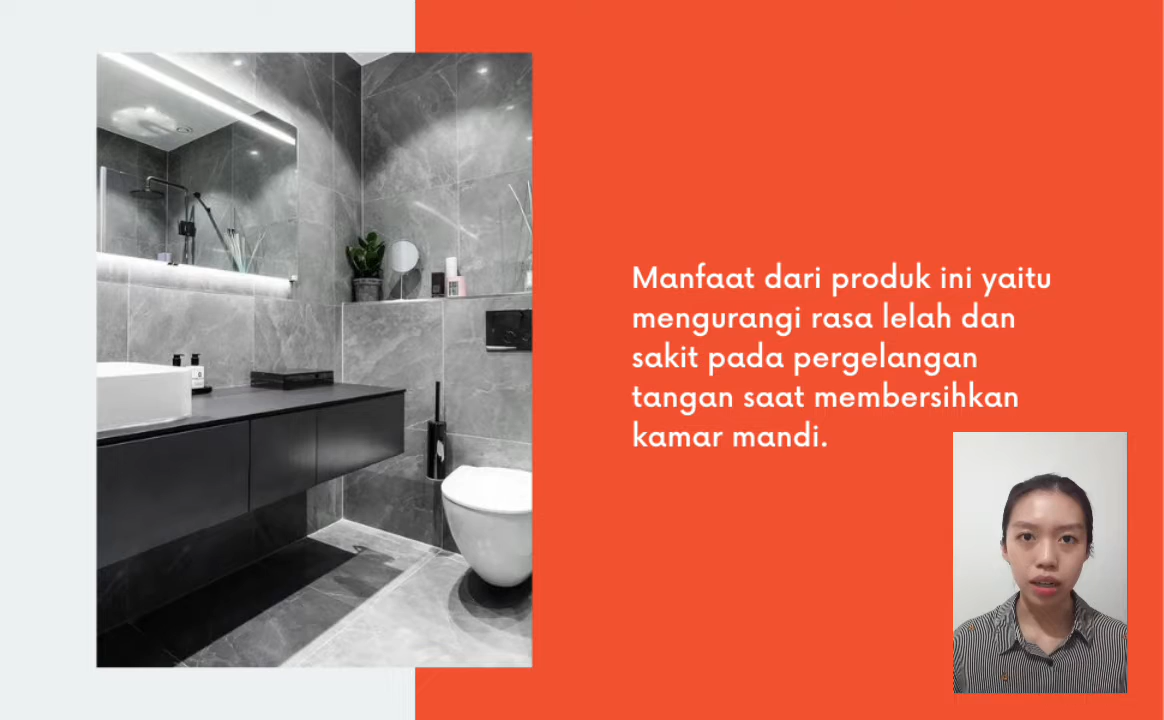 Manfaat dari produk ini yaitu
mengurangi rasa lelah dan
sakit pada pergelangan
tangan saat membersihkan
kamar mandi.